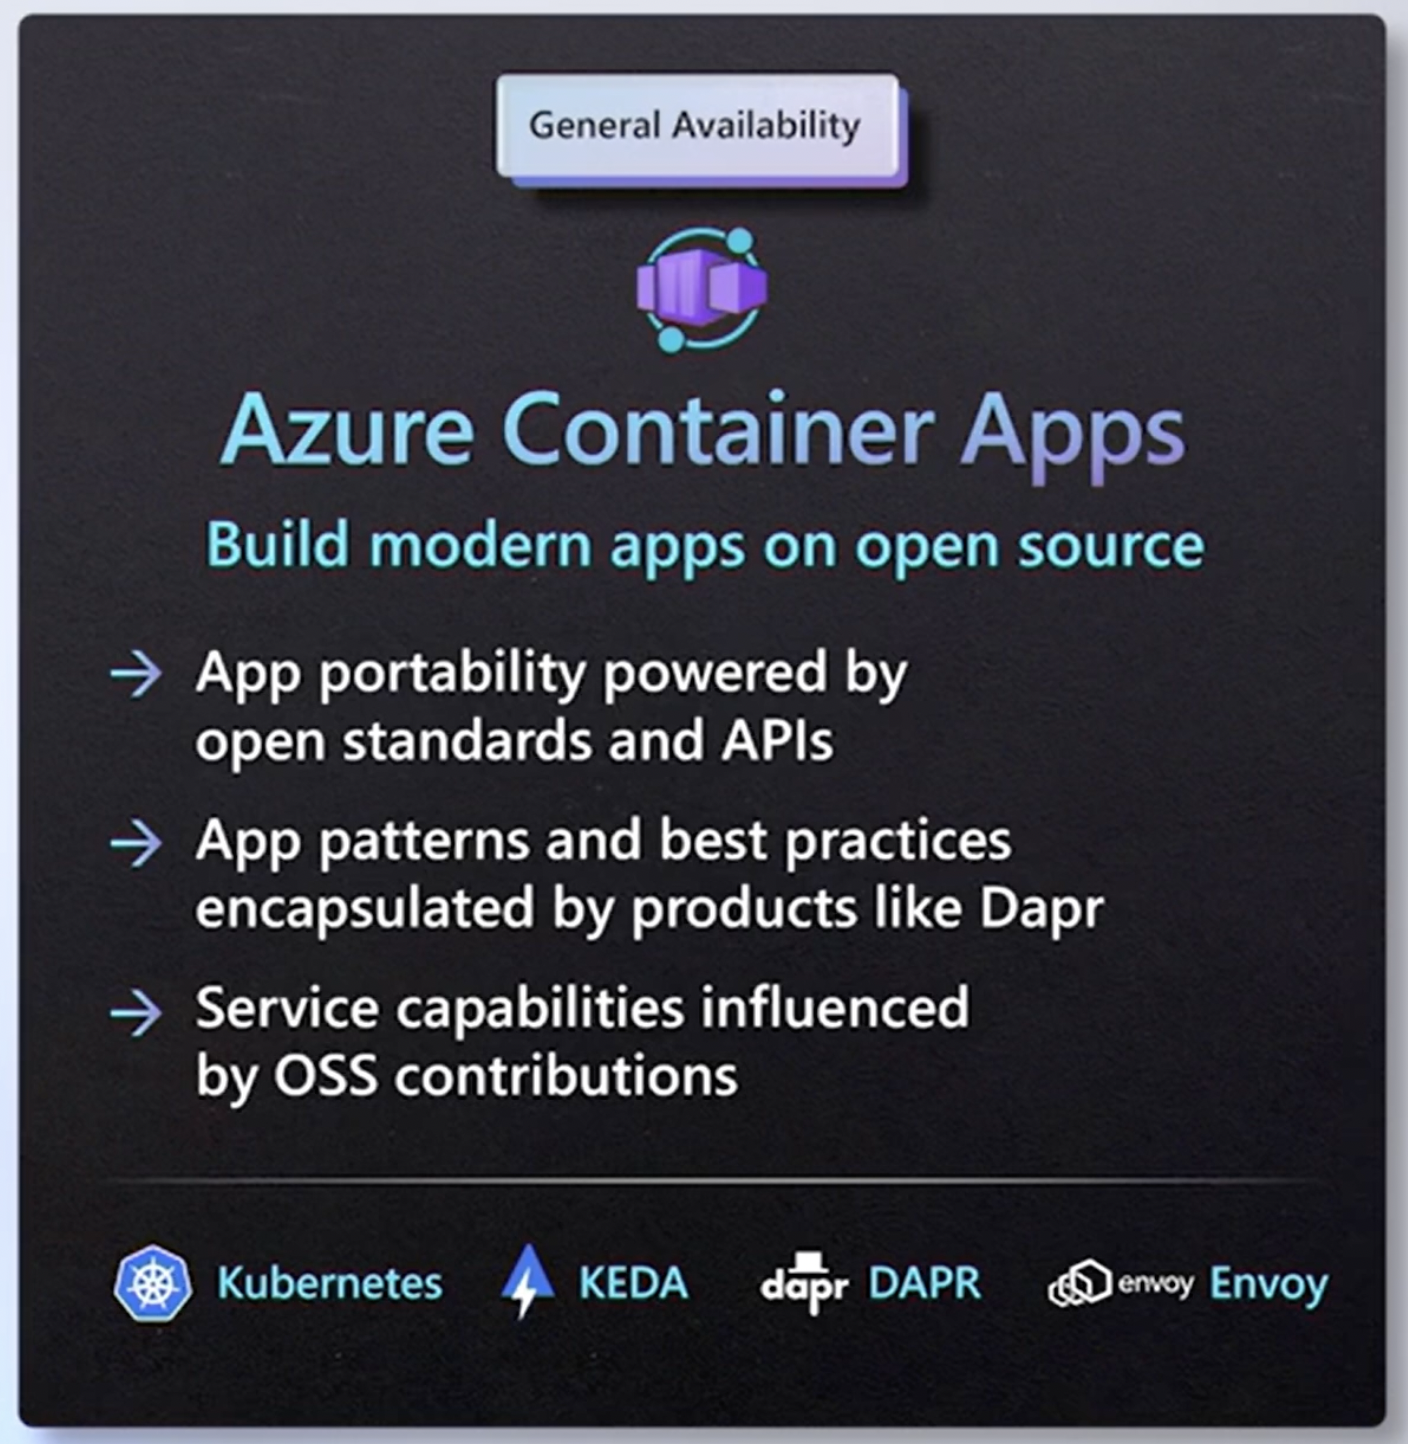 General Availability
Azure Container Apps
Build modern apps on open source
App portability powered by
open standards and APIs
App patterns and best practices
encapsulated by products like Dapr
Service capabilities influenced
by OSS contributions
Kubernetes KEDA dapr DAPR envoy Envoy